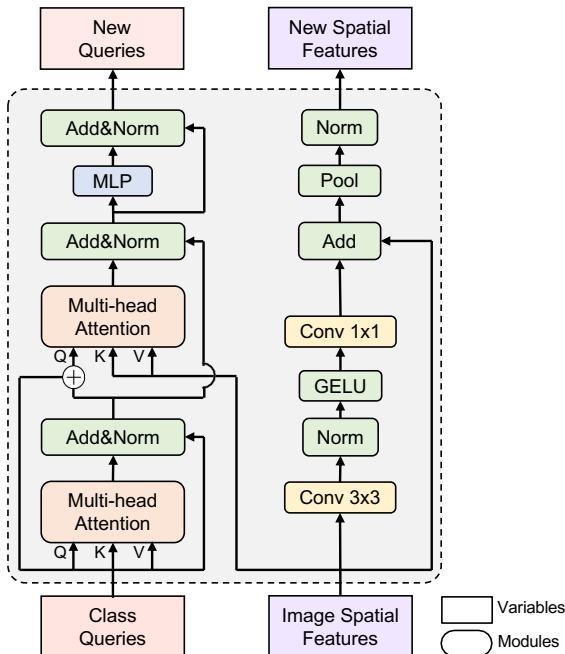 New
Queries
New Spatial
Features
Add&Norm
MLP
Add&Norm
Multi-head
Attention
Q
K
V
+
Add&Norm
Multi-head
Attention
Q
K
V
Norm
Pool
Add
Conv 1x1
GELU
Norm
Conv 3x3
Class
Queries
Image Spatial
Features
Variables
Modules